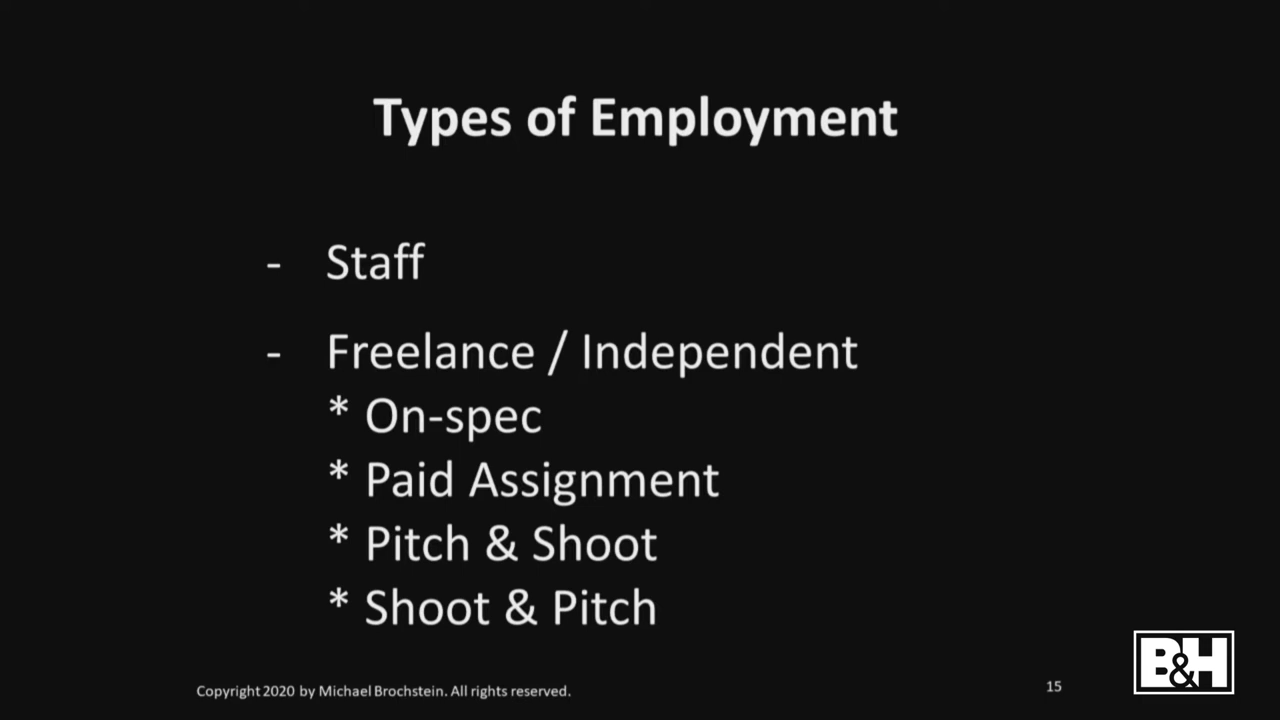 Types of Employment
- Staff
- Freelance / Independent
* On-spec
* Paid Assignment
* Pitch & Shoot
* Shoot & Pitch
Copyright 2020 by Michael Brochstein. All rights reserved.
15
B&H